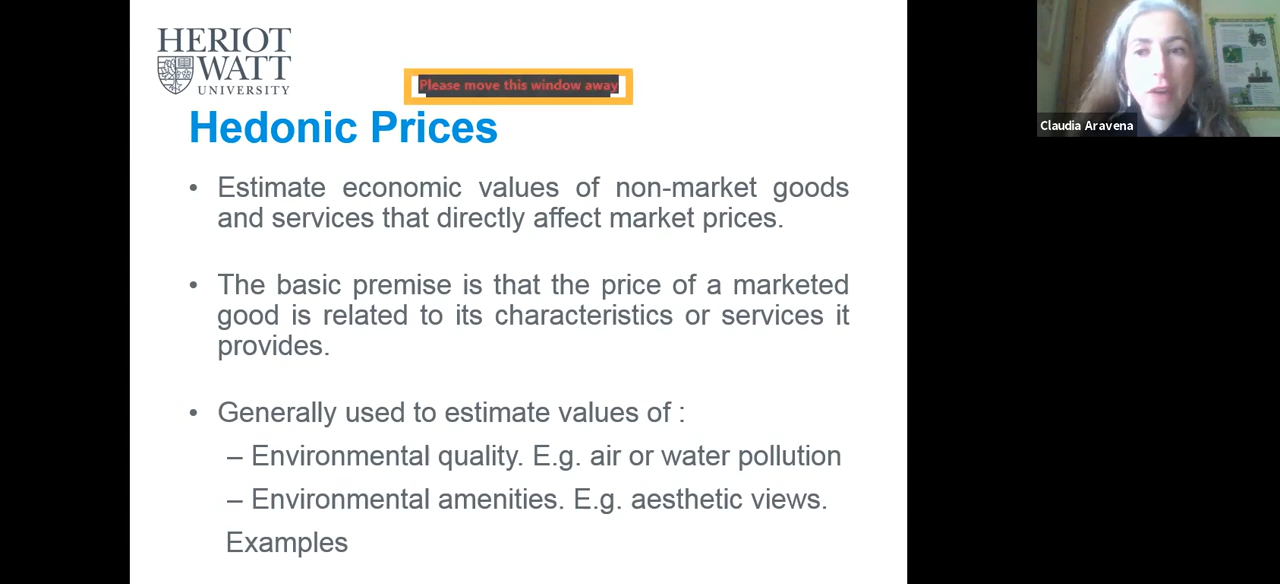 HERIOT
WATT
UNIVERSITY
Please move this window away
Hedonic Prices
• Estimate economic values of non-market goods
and services that directly affect market prices.
• The basic premise is that the price of a marketed
good is related to its characteristics or services it
provides.
• Generally used to estimate values of :
– Environmental quality. E.g. air or water pollution
– Environmental amenities. E.g. aesthetic views.
Examples
Claudia Aravena